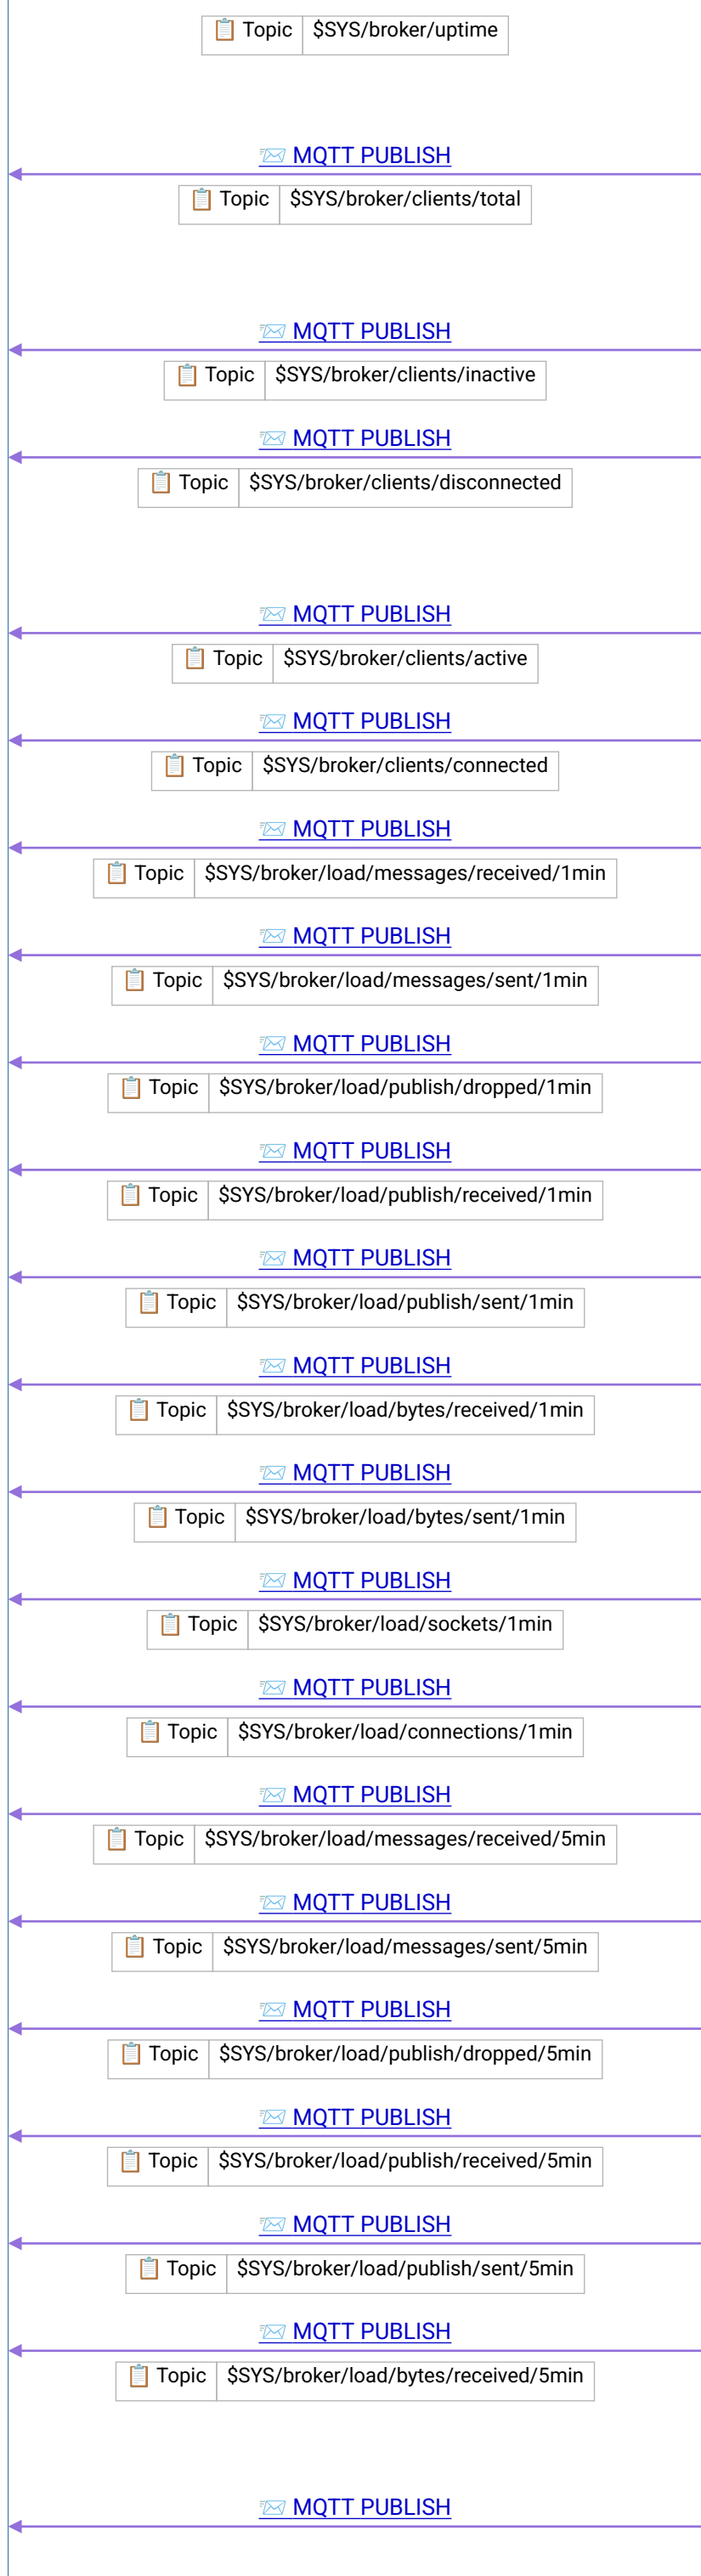 📋 Topic $SYS/broker/uptime
📨 MQTT PUBLISH
📋 Topic $SYS/broker/clients/total
📨 MQTT PUBLISH
📋 Topic $SYS/broker/clients/inactive
📨 MQTT PUBLISH
📋 Topic $SYS/broker/clients/disconnected
📨 MQTT PUBLISH
📋 Topic $SYS/broker/clients/active
📨 MQTT PUBLISH
📋 Topic $SYS/broker/clients/connected
📨 MQTT PUBLISH
📋 Topic $SYS/broker/load/messages/received/1min
📨 MQTT PUBLISH
📋 Topic $SYS/broker/load/messages/sent/1min
📨 MQTT PUBLISH
📋 Topic $SYS/broker/load/publish/dropped/1min
📨 MQTT PUBLISH
📋 Topic $SYS/broker/load/publish/received/1min
📨 MQTT PUBLISH
📋 Topic $SYS/broker/load/publish/sent/1min
📨 MQTT PUBLISH
📋 Topic $SYS/broker/load/bytes/received/1min
📨 MQTT PUBLISH
📋 Topic $SYS/broker/load/bytes/sent/1min
📨 MQTT PUBLISH
📋 Topic $SYS/broker/load/sockets/1min
📨 MQTT PUBLISH
📋 Topic $SYS/broker/load/connections/1min
📨 MQTT PUBLISH
📋 Topic $SYS/broker/load/messages/received/5min
📨 MQTT PUBLISH
📋 Topic $SYS/broker/load/messages/sent/5min
📨 MQTT PUBLISH
📋 Topic $SYS/broker/load/publish/dropped/5min
📨 MQTT PUBLISH
📋 Topic $SYS/broker/load/publish/received/5min
📨 MQTT PUBLISH
📋 Topic $SYS/broker/load/publish/sent/5min
📨 MQTT PUBLISH
📋 Topic $SYS/broker/load/bytes/received/5min
📨 MQTT PUBLISH